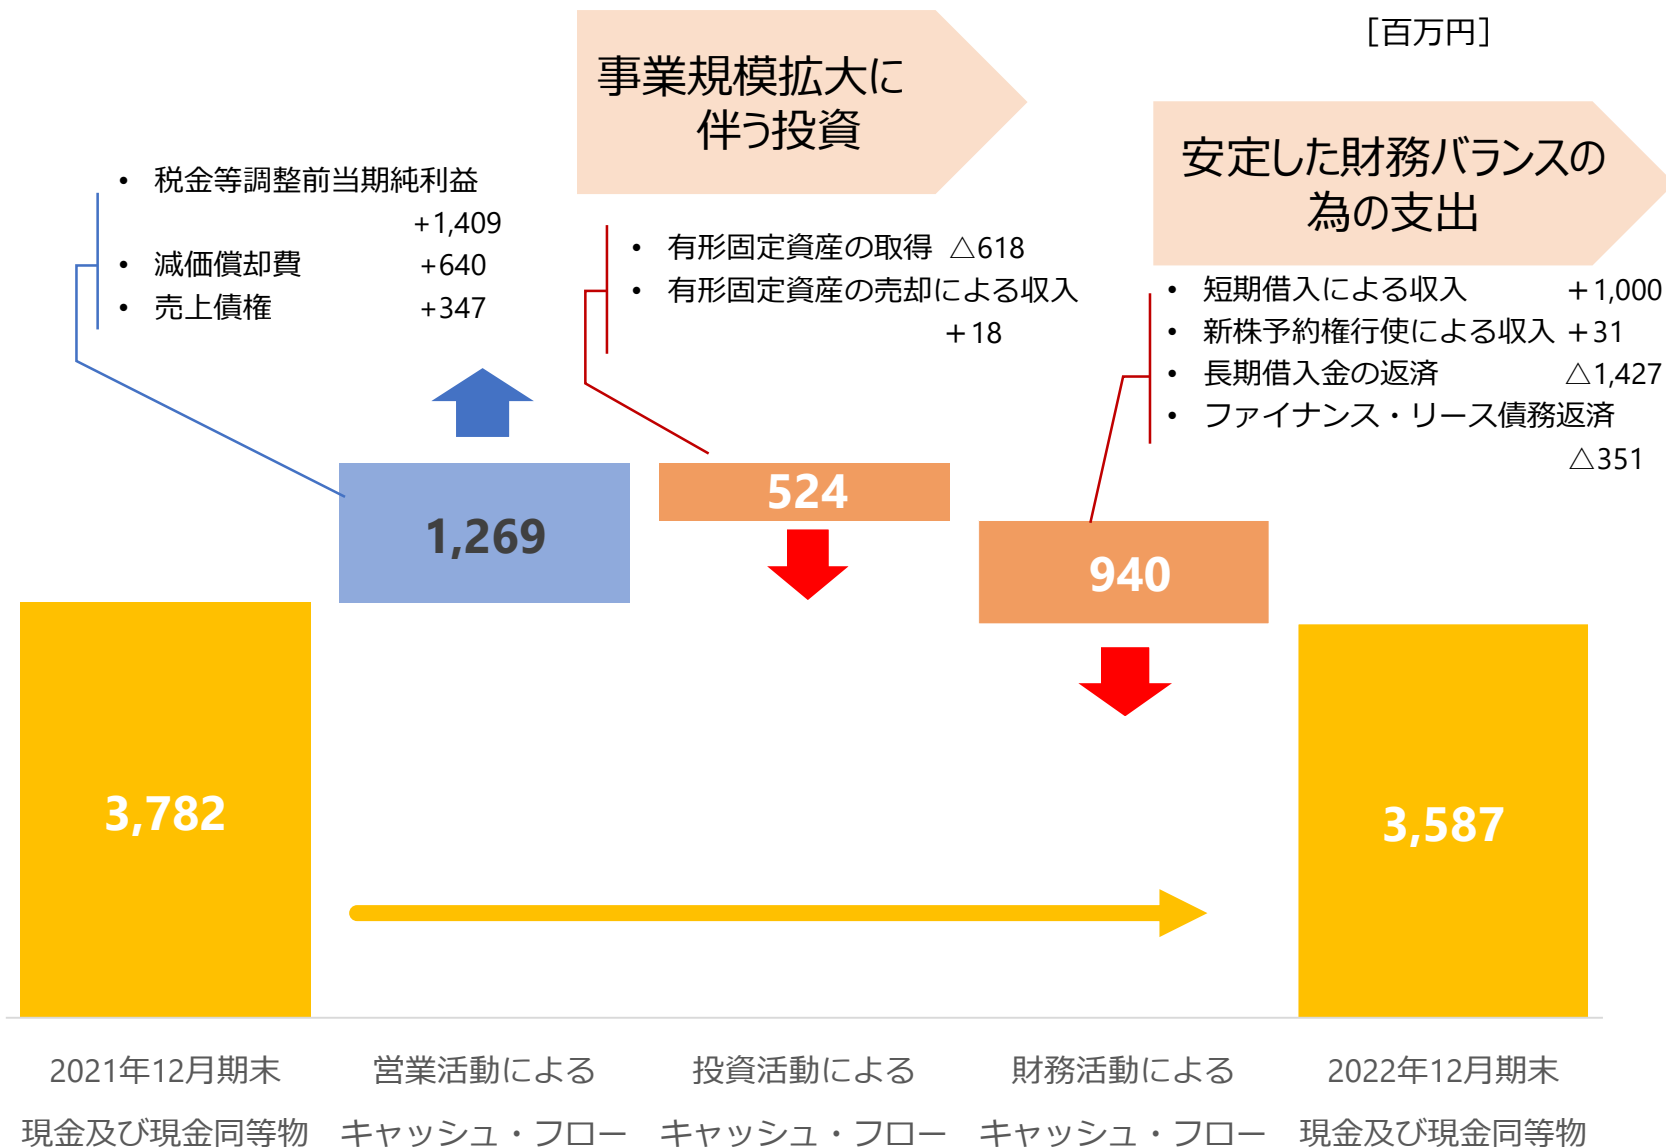 ［百万円］
事業規模拡大に
伴う投資
安定した財務バランスの
為の支出
• 税金等調整前当期純利益
+1,409
• 減価償却費 +640
• 売上債権 +347
• 有形固定資産の取得 △618
• 有形固定資産の売却による収入
＋18
• 短期借入による収入 ＋1,000
• 新株予約権行使による収入 ＋31
• 長期借入金の返済 △1,427
• ファイナンス・リース債務返済
△351
1,269
524
940
3,782
3,587
2021年12月期末
現金及び現金同等物
営業活動による
キャッシュ・フロー
投資活動による
キャッシュ・フロー
財務活動による
キャッシュ・フロー
2022年12月期末
現金及び現金同等物